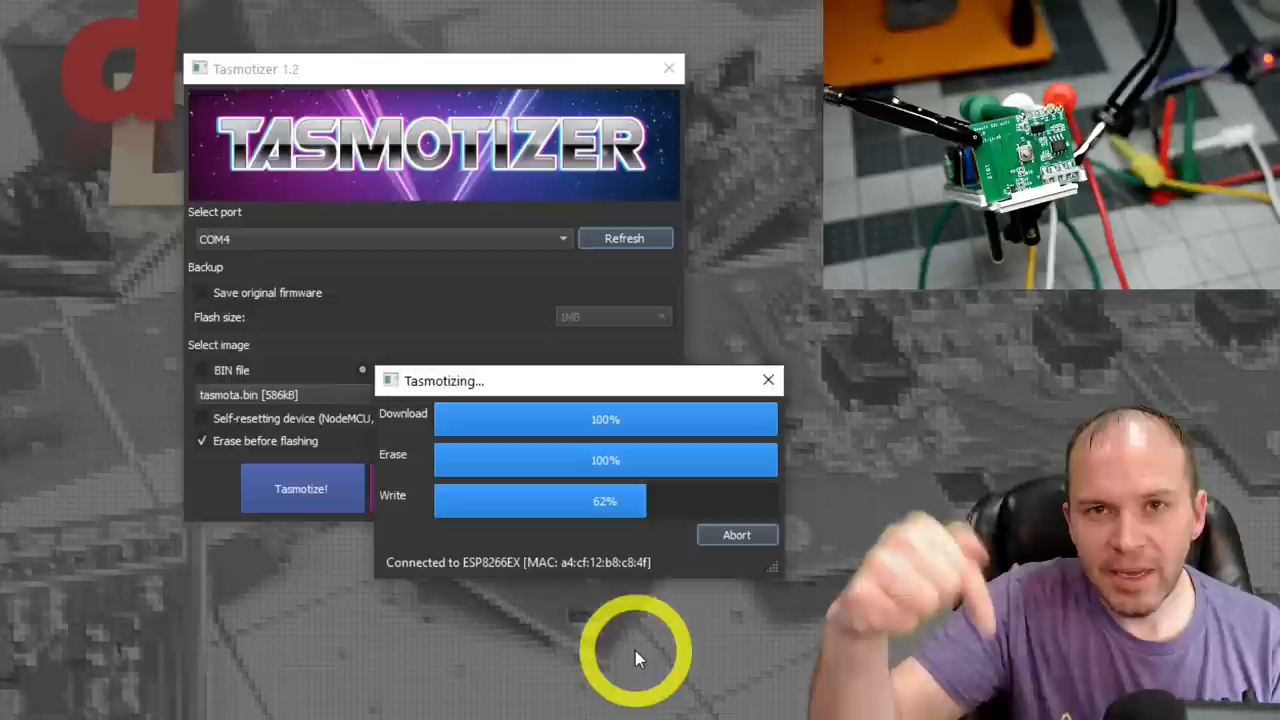 d
Tasmotizer 1.2
TASMOTIZER
Select port
COM4
Refresh
Backup
Save original firmware
Flash size:
1MB
Select image
BIN file
tasmota.bin [586kB]
Self-resetting device (NodeMCU,
Erase before flashing
Tasmotize!
Tasmotizing...
Download
100%
Erase
100%
Write
62%
Abort
Connected to ESP8266EX [MAC: a4:cf:12:b8:c8:4f]